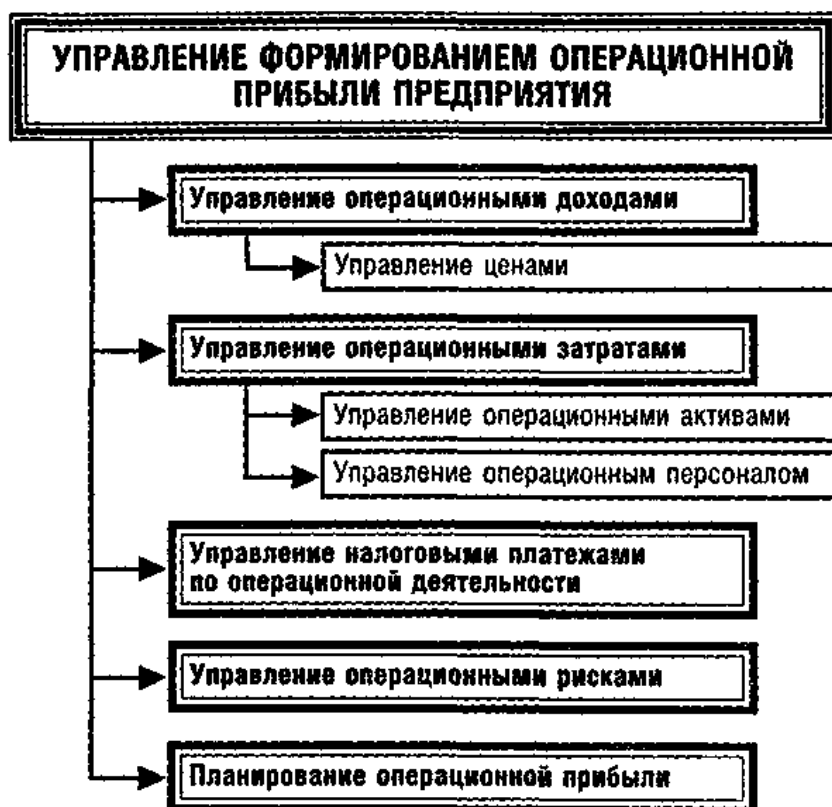 УПРАВЛЕНИЕ ФОРМИРОВАНИЕМ ОПЕРАЦИОННОЙ
ПРИБЫЛИ ПРЕДПРИЯТИЯ
Управление операционными доходами
Управление ценами
Управление операционными затратами
Управление операционными активами
Управление операционным персоналом
Управление налоговыми платежами
по операционной деятельности
Управление операционными рисками
Планирование операционной прибыли